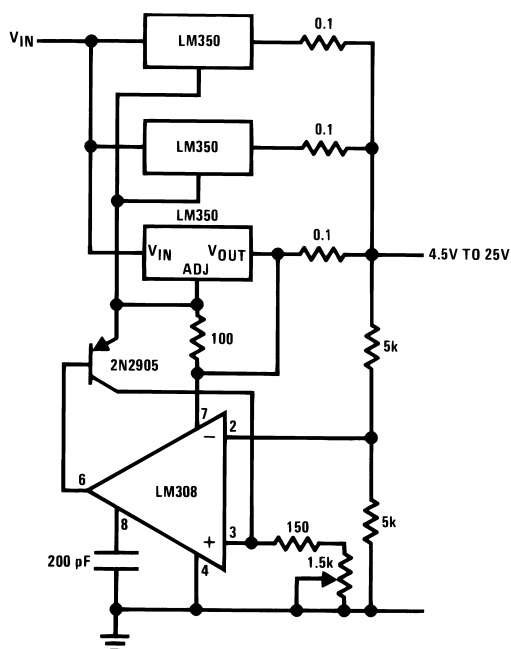 0.1
VIN
LM350
0.1
LM350
LM350
0.1
VIN
VOUT
4.5V TO 25V
ADJ
100
5k
2N2905
7
2
−
6
LM308
5k
8
+
3
150
200 pF
4
1.5k